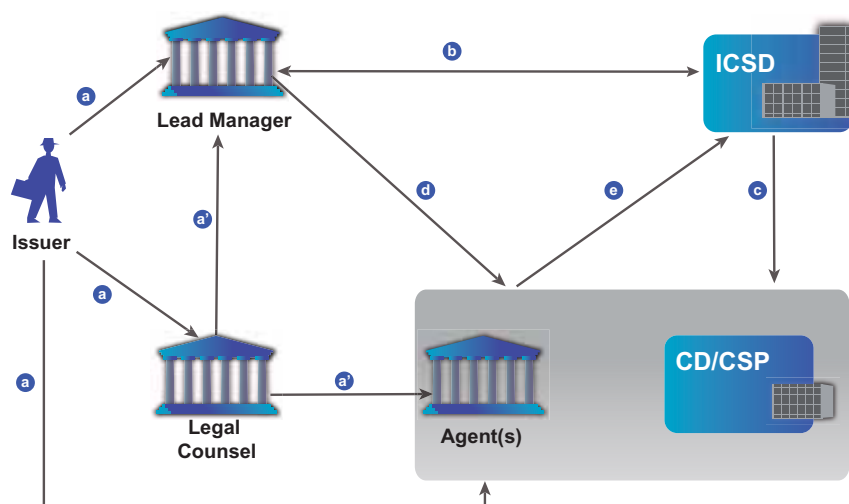 b
ICSD
a
Lead Manager
d
e
c
a'
Issuer
a
a
CD/CSP
a'
Legal
Counsel
Agent(s)